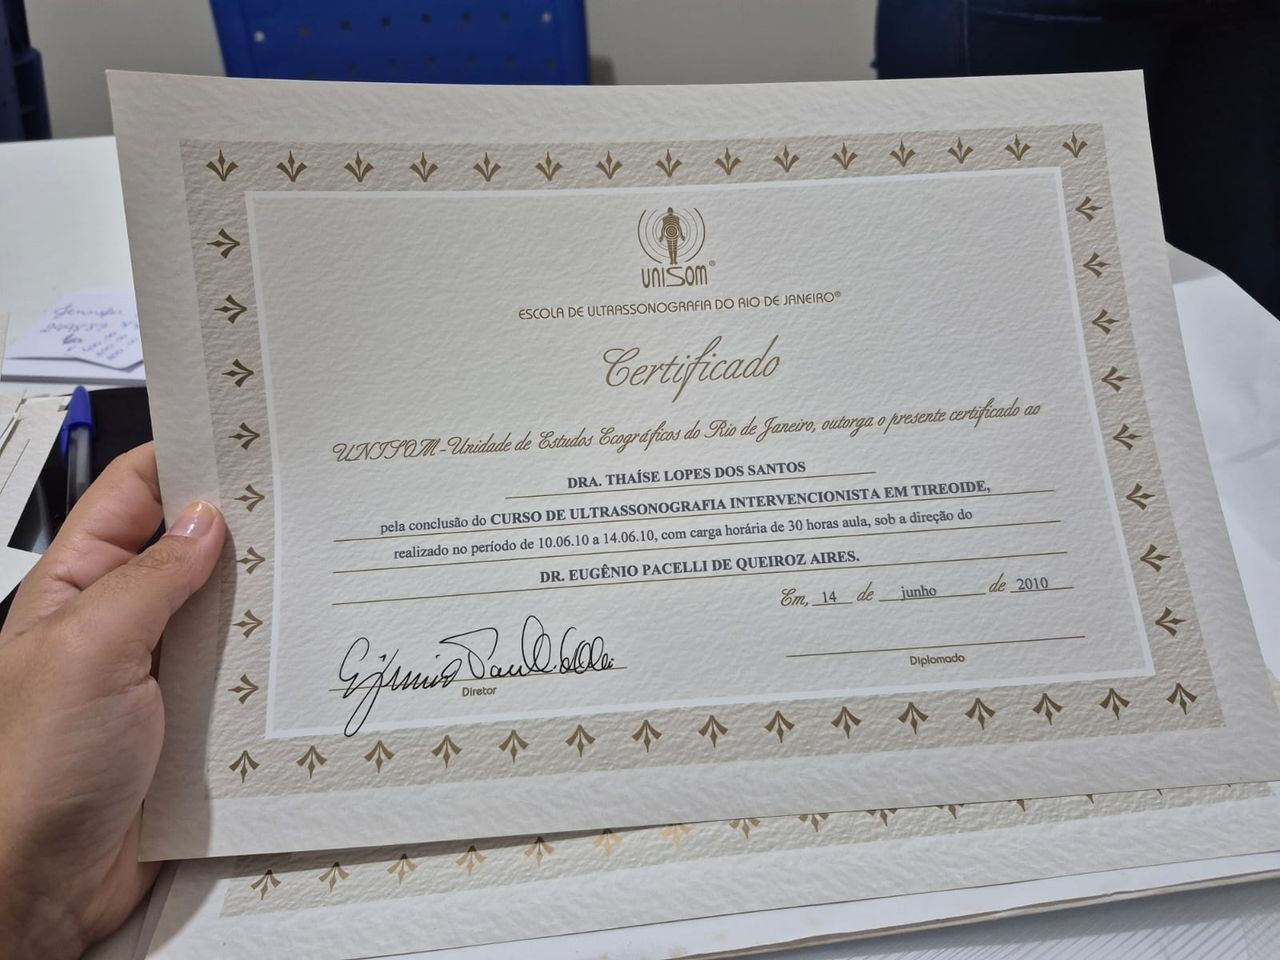 UNISOM®
ESCOLA DE ULTRASSONOGRAFIA DO RIO DE JANEIRO®
Certificado
UNISOM - Unidade de Estudos Ecográficos do Rio de Janeiro, outorga o presente certificado ao
DRA. THAÍSE LOPES DOS SANTOS
pela conclusão do CURSO DE ULTRASSONOGRAFIA INTERVENCIONISTA EM TIREOIDE,
realizado no período de 10.06.10 a 14.06.10, com carga horária de 30 horas aula, sob a direção do
DR. EUGÊNIO PACELLI DE QUEIROZ AIRES.
Em, 14 de junho de 2010
Diretor
Diplomado